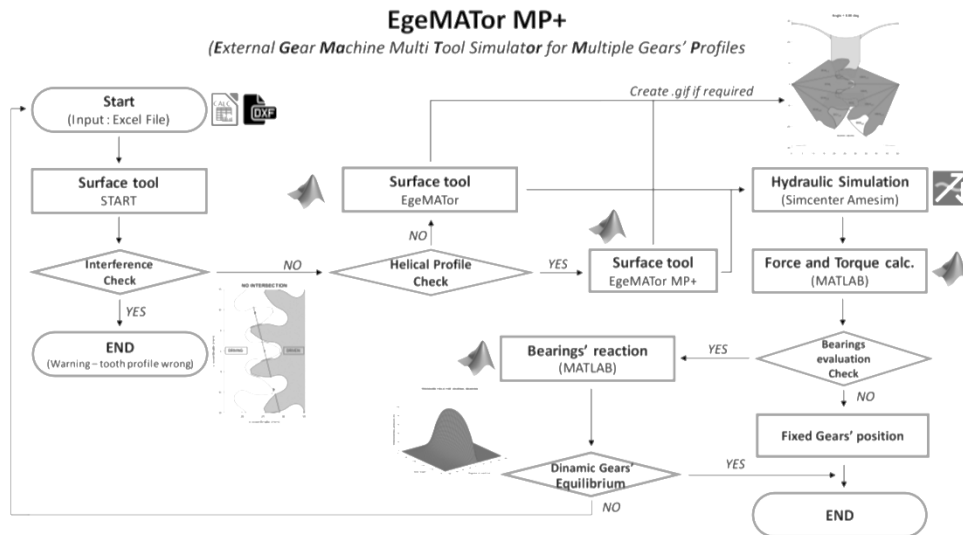 EgeMATor MP+
(External Gear Machine Multi Tool Simulator for Multiple Gears' Profiles
Start
(Input : Excel File)
CALC
DXF
Create .gif if required
Surface tool
START
Surface tool
EgeMATor
Hydraulic Simulation
(Simcenter Amesim)
NO
Interference
Check
NO
Helical Profile
Check
YES
Surface tool
EgeMATor MP+
Force and Torque calc.
(MATLAB)
YES
NO INTERSECTION
DRIVING
DRIVEN
END
(Warning – tooth profile wrong)
Bearings' reaction
(MATLAB)
YES
Bearings
evaluation
Check
NO
Fixed Gears' position
Dinamic Gears'
Equilibrium
YES
NO
END